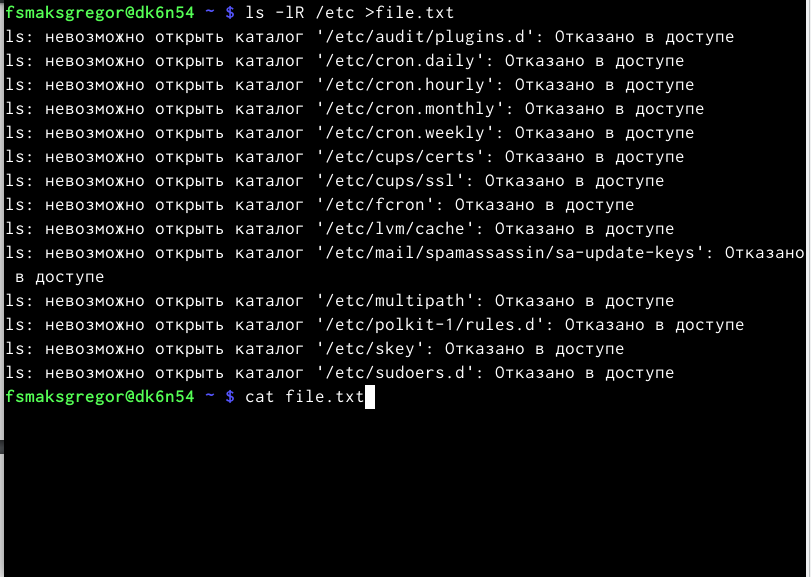 fsmaksgregor@dk6n54 ~ $ ls -lR /etc >file.txt
ls: невозможно открыть каталог '/etc/audit/plugins.d': Отказано в доступе
ls: невозможно открыть каталог '/etc/cron.daily': Отказано в доступе
ls: невозможно открыть каталог '/etc/cron.hourly': Отказано в доступе
ls: невозможно открыть каталог '/etc/cron.monthly': Отказано в доступе
ls: невозможно открыть каталог '/etc/cron.weekly': Отказано в доступе
ls: невозможно открыть каталог '/etc/cups/certs': Отказано в доступе
ls: невозможно открыть каталог '/etc/cups/ssl': Отказано в доступе
ls: невозможно открыть каталог '/etc/fcron': Отказано в доступе
ls: невозможно открыть каталог '/etc/lvm/cache': Отказано в доступе
ls: невозможно открыть каталог '/etc/mail/spamassassin/sa-update-keys': Отказано
в доступе
ls: невозможно открыть каталог '/etc/multipath': Отказано в доступе
ls: невозможно открыть каталог '/etc/polkit-1/rules.d': Отказано в доступе
ls: невозможно открыть каталог '/etc/skey': Отказано в доступе
ls: невозможно открыть каталог '/etc/sudoers.d': Отказано в доступе
fsmaksgregor@dk6n54 ~ $ cat file.txt